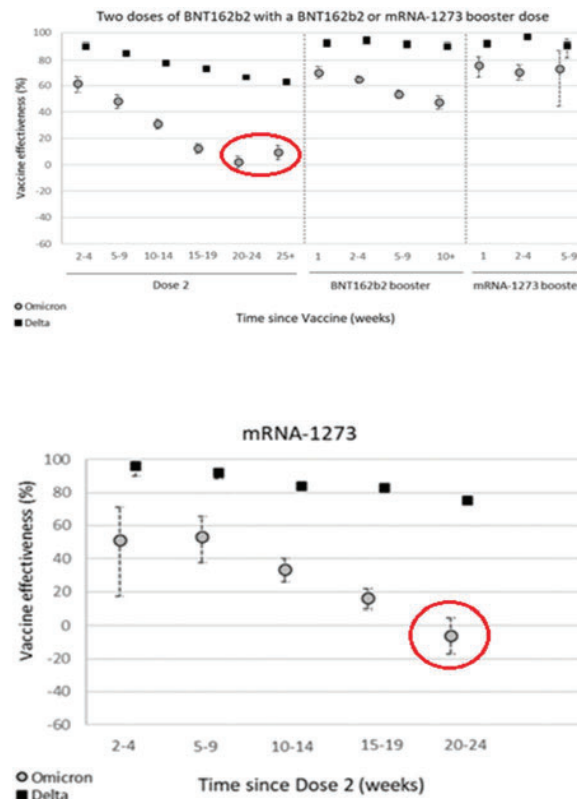 Two doses of BNT162b2 with a BNT162b2 or mRNA-1273 booster dose
Vaccine effectiveness (%)
100
80
60
40
20
0
-20
-40
-60
2-4 5-9 10-14 15-19 20-24 25+ 1 2-4 5-9 10+ 1 2-4 5-9
Dose 2 BNT162b2 booster mRNA-1273 booste
Time since Vaccine (weeks)
Omicron
Delta
mRNA-1273
Vaccine effectiveness (%)
100
80
60
40
20
0
-20
-40
-60
2-4 5-9 10-14 15-19 20-24
Time since Dose 2 (weeks)
Omicron
Delta